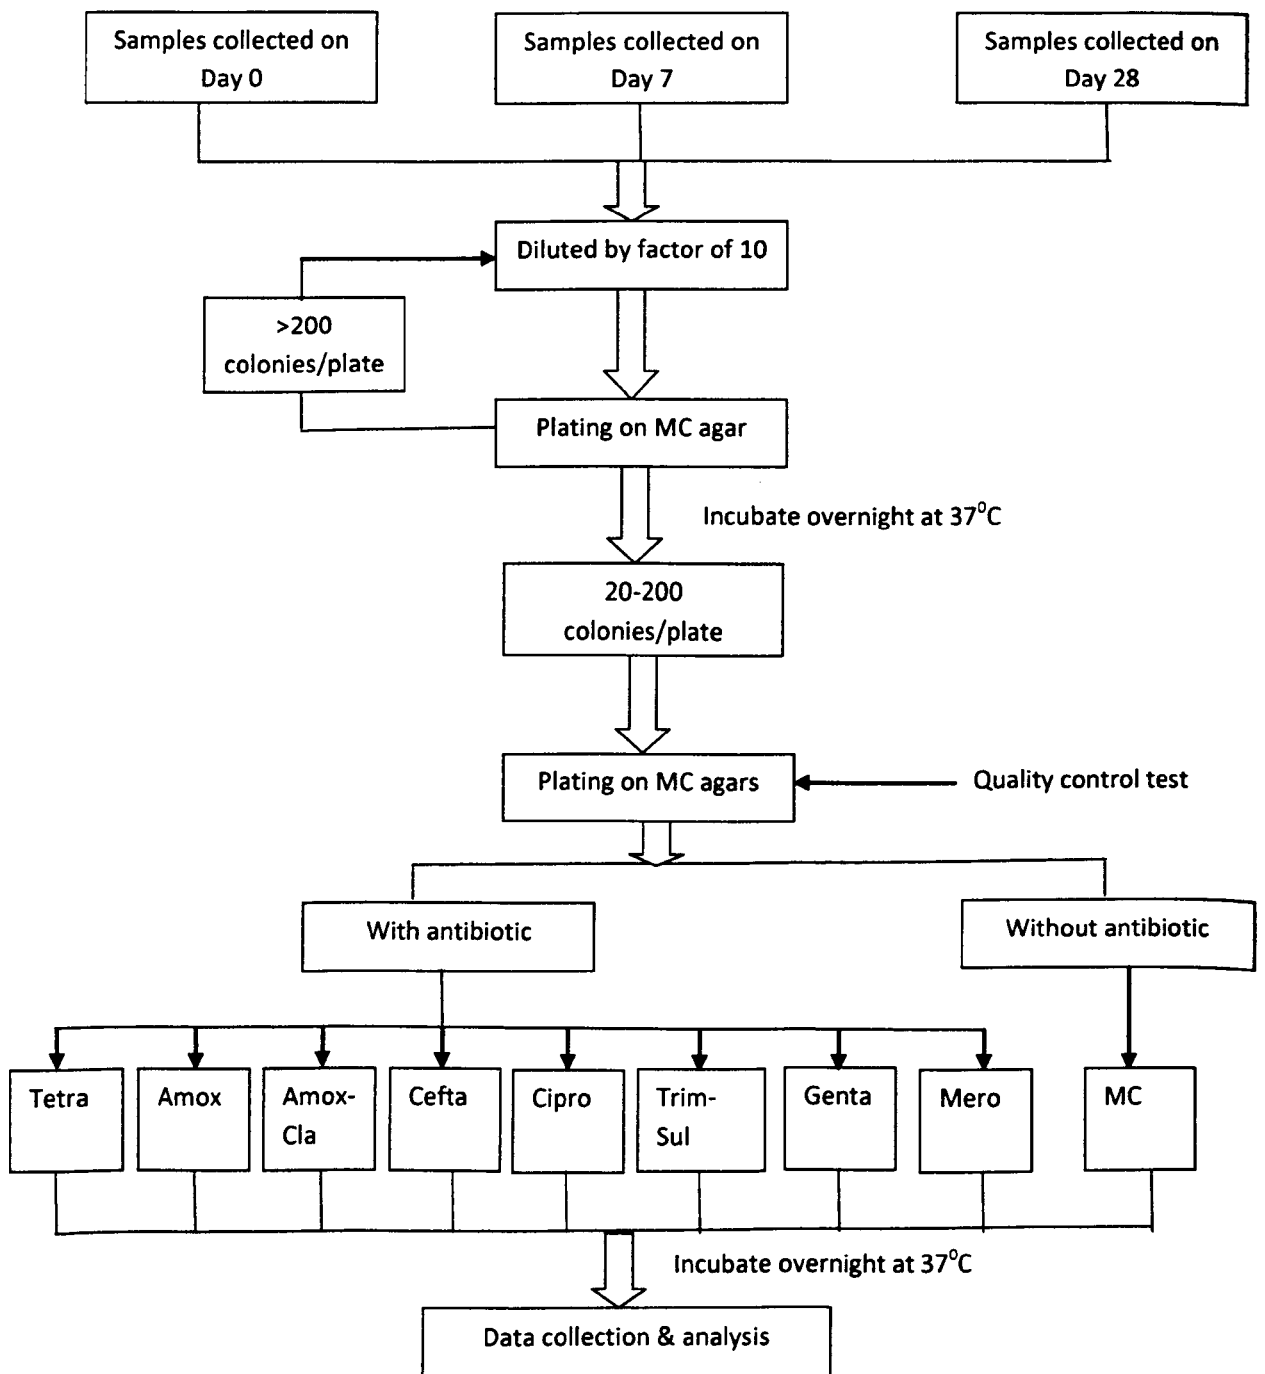 Samples collected on
Day 0
Samples collected on
Day 7
Samples collected on
Day 28
Diluted by factor of 10
>200
colonies/plate
Plating on MC agar
Incubate overnight at 37⁰C
20-200
colonies/plate
Plating on MC agars
Quality control test
With antibiotic
Without antibiotic
Tetra
Amox
Amox-
Cla
Cefta
Cipro
Trim-
Sul
Genta
Mero
MC
Incubate overnight at 37⁰C
Data collection & analysis